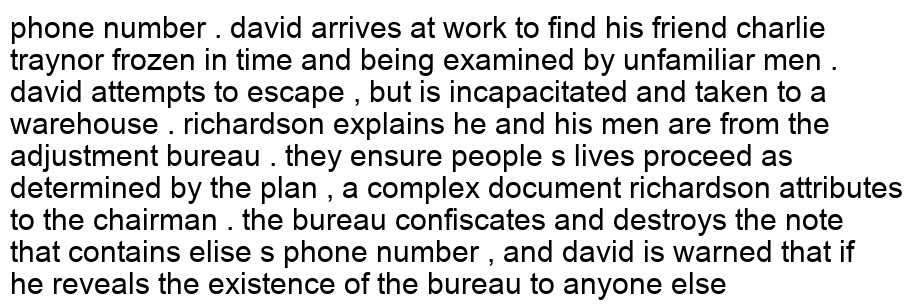 phone number . david arrives at work to find his friend charlie
traynor frozen in time and being examined by unfamiliar men .
david attempts to escape , but is incapacitated and taken to a
warehouse . richardson explains he and his men are from the
adjustment bureau . they ensure people s lives proceed as
determined by the plan , a complex document richardson attributes
to the chairman . the bureau confiscates and destroys the note
that contains elise s phone number , and david is warned that if
he reveals the existence of the bureau to anyone else